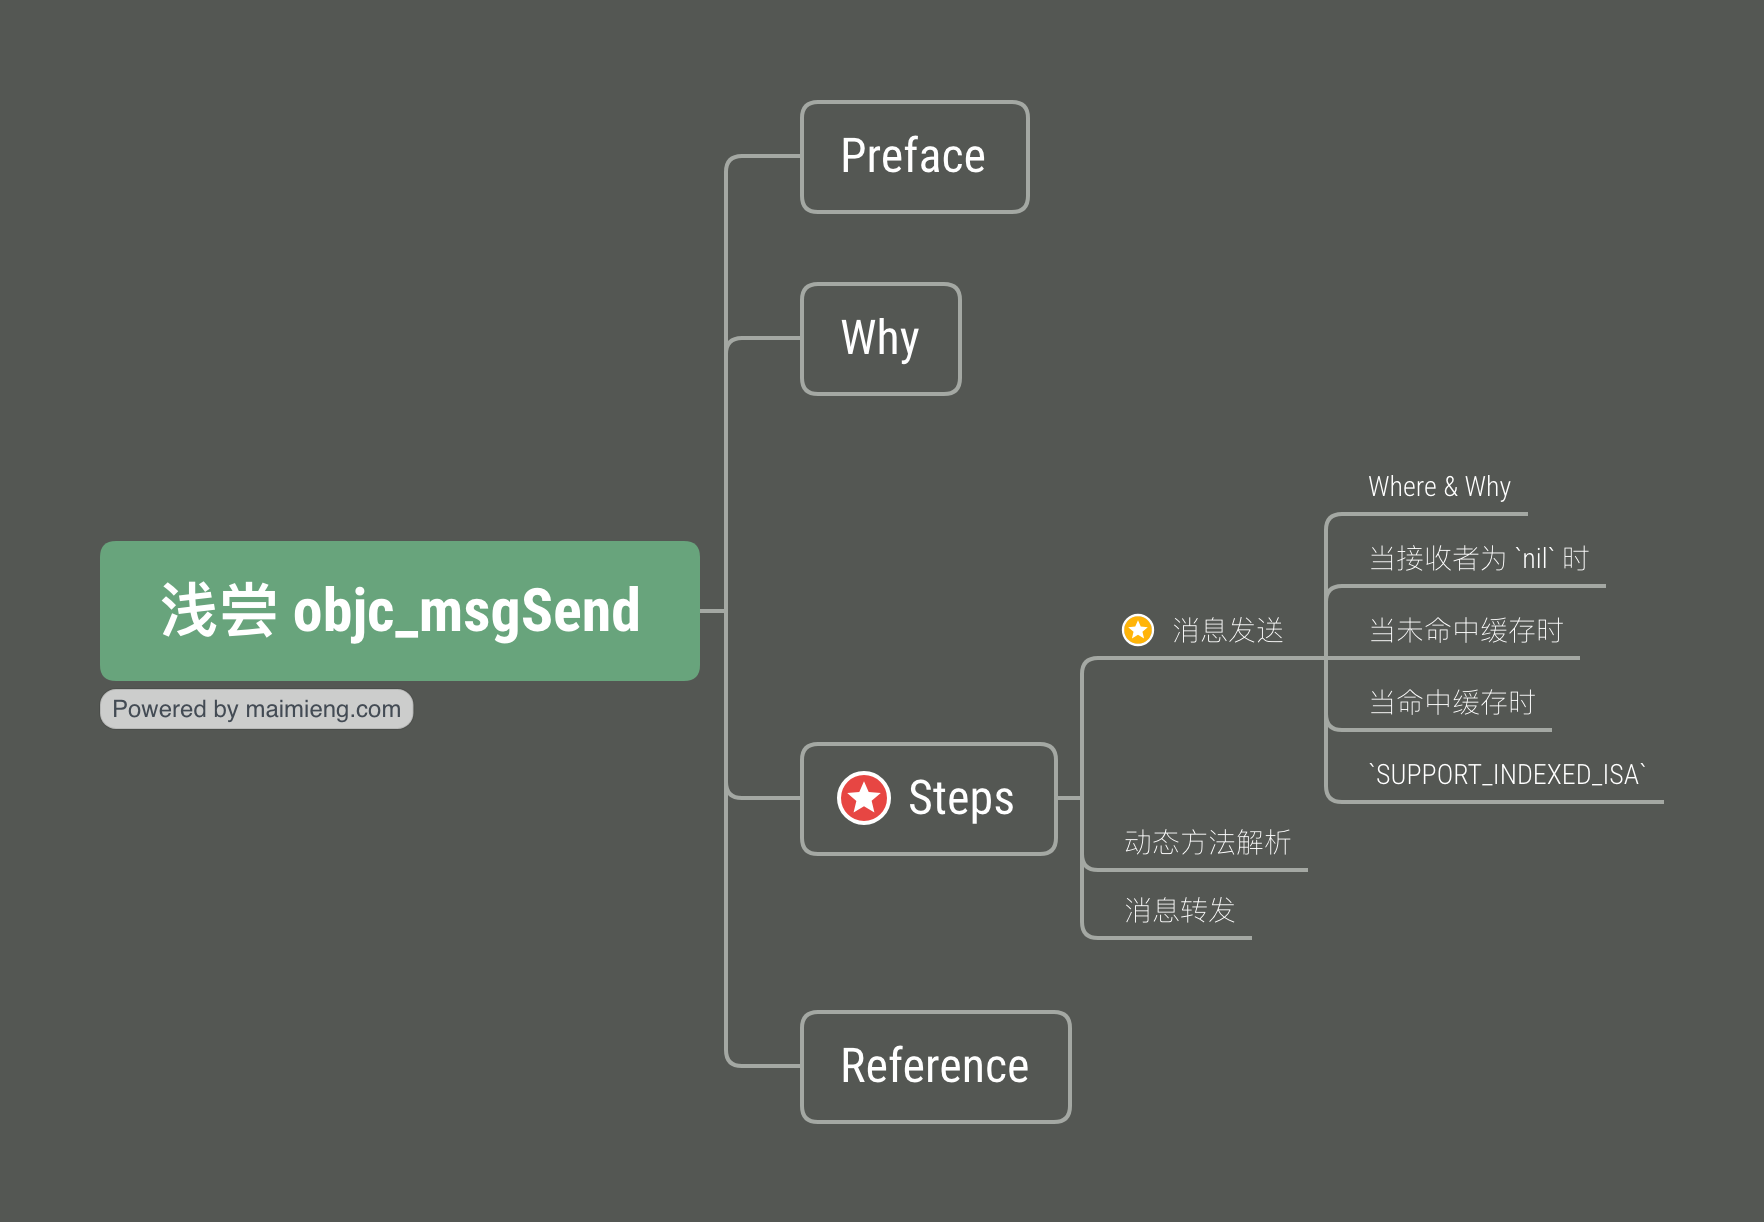 Preface
Why
浅尝 objc_msgSend
Powered by maimieng.com
Steps
消息发送
Where & Why
当接收者为 `nil` 时
当未命中缓存时
当命中缓存时
`SUPPORT_INDEXED_ISA`
动态方法解析
消息转发
Reference